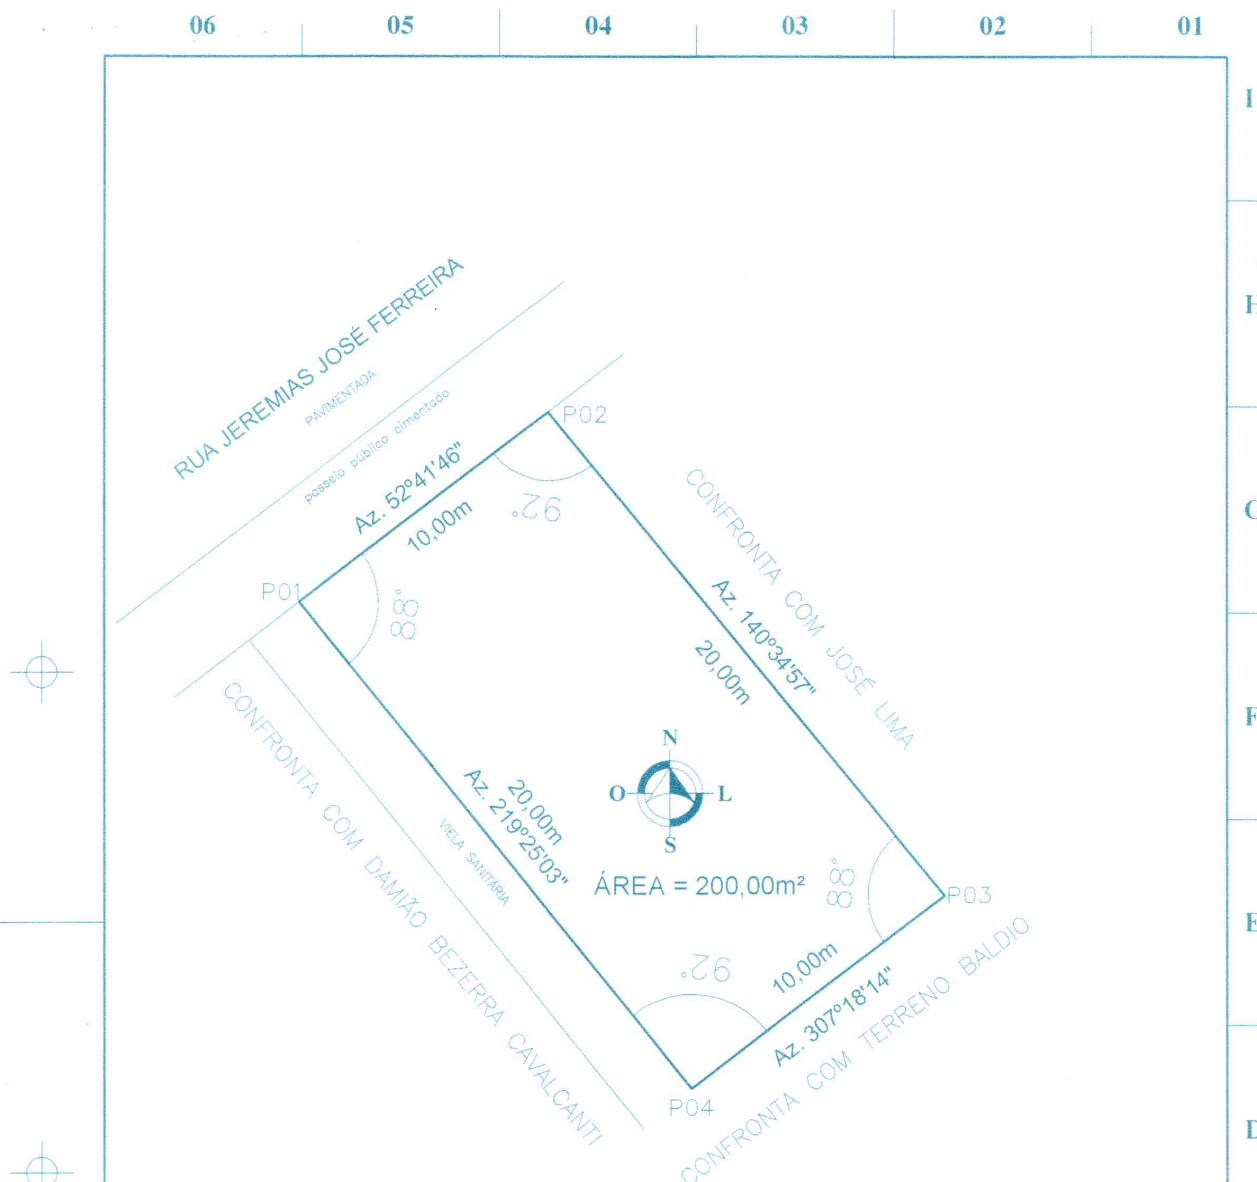 06 05 04 03 02 01
I
H
RUA JEREMIAS JOSÉ FERREIRA
PAVIMENTADA
passeio público cimentado
P02
Az. 52°41'46"
10,00m
92°
G
CONFRONTA COM JOSÉ LIMA
P01
88°
Az. 140°34'57"
20,00m
F
CONFRONTA COM DAMIÃO BEZERRA CAVALCANTI
VIELA SANITÁRIA
20,00m
Az. 219°25'03"
N
O L
S
ÁREA = 200,00m²
88°
P03
E
92°
10,00m
Az. 307°18'14"
CONFRONTA COM TERRENO BALDIO
P04
D